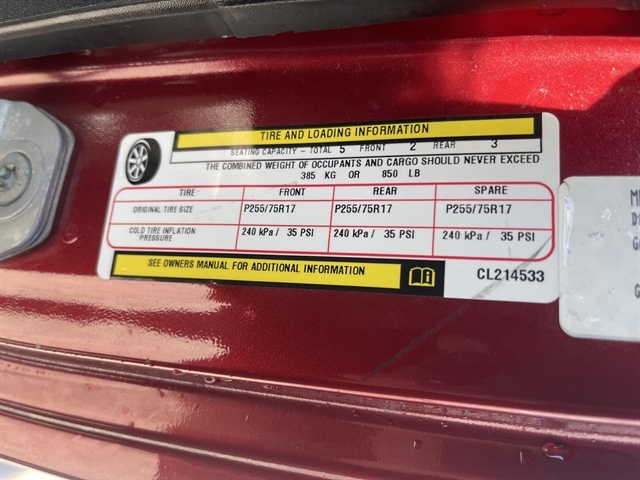 TIRE AND LOADING INFORMATION
SEATING CAPACITY - TOTAL 5 FRONT 2 REAR 3
THE COMBINED WEIGHT OF OCCUPANTS AND CARGO SHOULD NEVER EXCEED
385 KG OR 850 LB
TIRE FRONT REAR SPARE
ORIGINAL TIRE SIZE P255/75R17 P255/75R17 P255/75R17
COLD TIRE INFLATION PRESSURE 240 kPa / 35 PSI 240 kPa / 35 PSI 240 kPa / 35 PSI
SEE OWNERS MANUAL FOR ADDITIONAL INFORMATION
CL214533